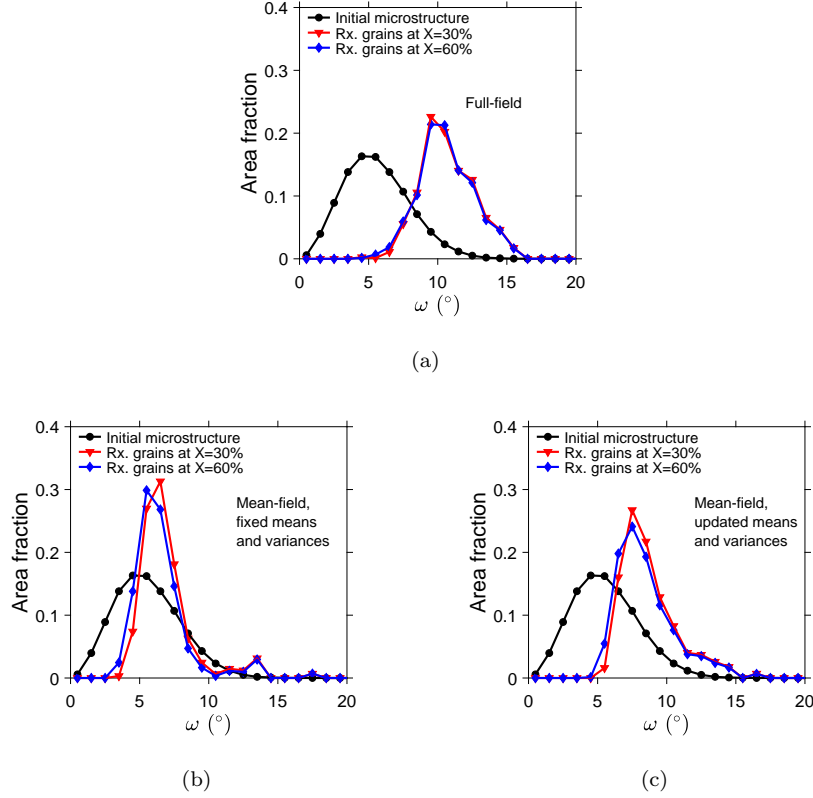 0.4
0.3
0.2
0.1
0
Area fraction
Initial microstructure
Rx. grains at X=30%
Rx. grains at X=60%
Full-field
0 5 10 15 20
ω (°)
(a)
0.4
0.3
0.2
0.1
0
Area fraction
Initial microstructure
Rx. grains at X=30%
Rx. grains at X=60%
Mean-field,
fixed means
and variances
0 5 10 15 20
ω (°)
(b)
0.4
0.3
0.2
0.1
0
Area fraction
Initial microstructure
Rx. grains at X=30%
Rx. grains at X=60%
Mean-field,
updated means
and variances
0 5 10 15 20
ω (°)
(c)